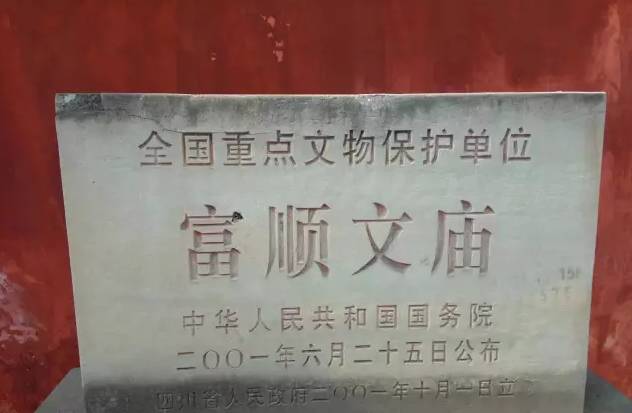 全国重点文物保护单位
富顺文庙
中华人民共和国国务院
二〇〇一年六月二十五日公布
四川省人民政府二〇〇一年十月一日立